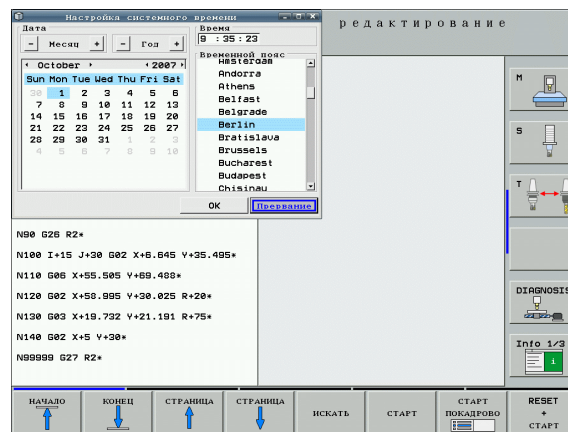 Настройка системного времени
редактирование
Дата
- Месяц +
- Год +
Время
9 : 35 : 23
Временной пояс
October
2007
Sun Mon Tue Wed Thu Fri Sat
30 1 2 3 4 5 6
7 8 9 10 11 12 13
14 15 16 17 18 19 20
21 22 23 24 25 26 27
28 29 30 31 1 2 3
4 5 6 7 8 9 10
Amsterdam
Andorra
Athens
Belfast
Belgrade
Berlin
Bratislava
Brussels
Bucharest
Budapest
Chisinau
OK
Прервание
N90 G26 R2*
N100 I+15 J+30 G02 X+6.645 Y+35.495*
N110 G06 X+55.505 Y+69.488*
N120 G02 X+58.995 Y+30.025 R+20*
N130 G03 X+19.732 Y+21.191 R+75*
N140 G02 X+5 Y+30*
N99999 G27 R2*
M
S
T
DIAGNOSIS
Info 1/3
i
НАЧАЛО
КОНЕЦ
СТРАНИЦА
СТРАНИЦА
ИСКАТЬ
СТАРТ
СТАРТ
ПОКАДРОВО
RESET
+
СТАРТ